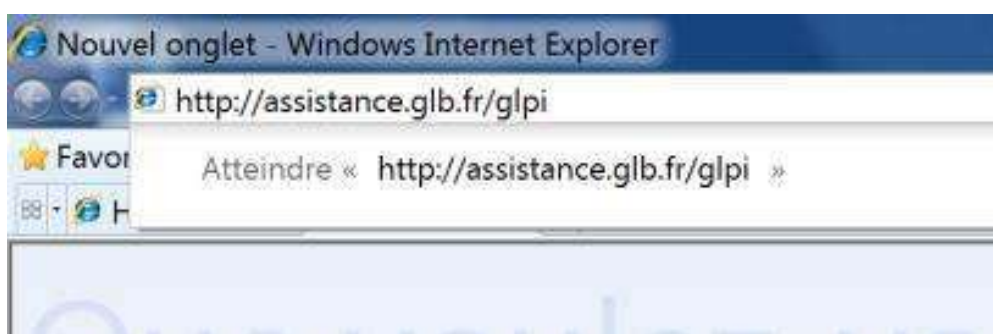 Nouvel onglet - Windows Internet Explorer
http://assistance.glb.fr/glpi
Favor
Atteindre « http://assistance.glb.fr/glpi »
H